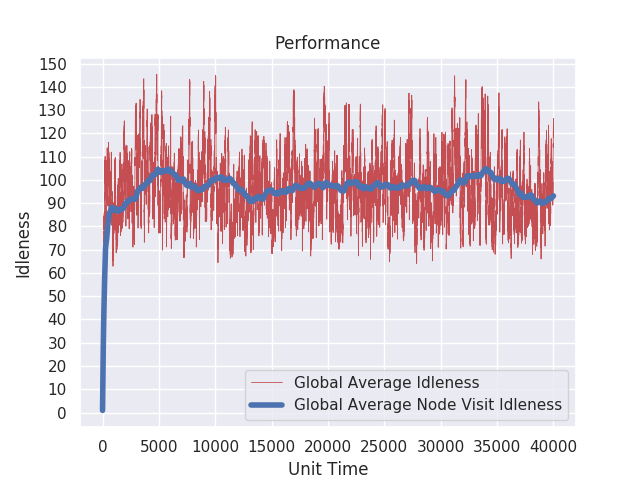 Performance
150
140
130
120
110
100
90
80
70
60
50
40
30
20
10
0
Idleness
Global Average Idleness
Global Average Node Visit Idleness
0 5000 10000 15000 20000 25000 30000 35000 40000
Unit Time